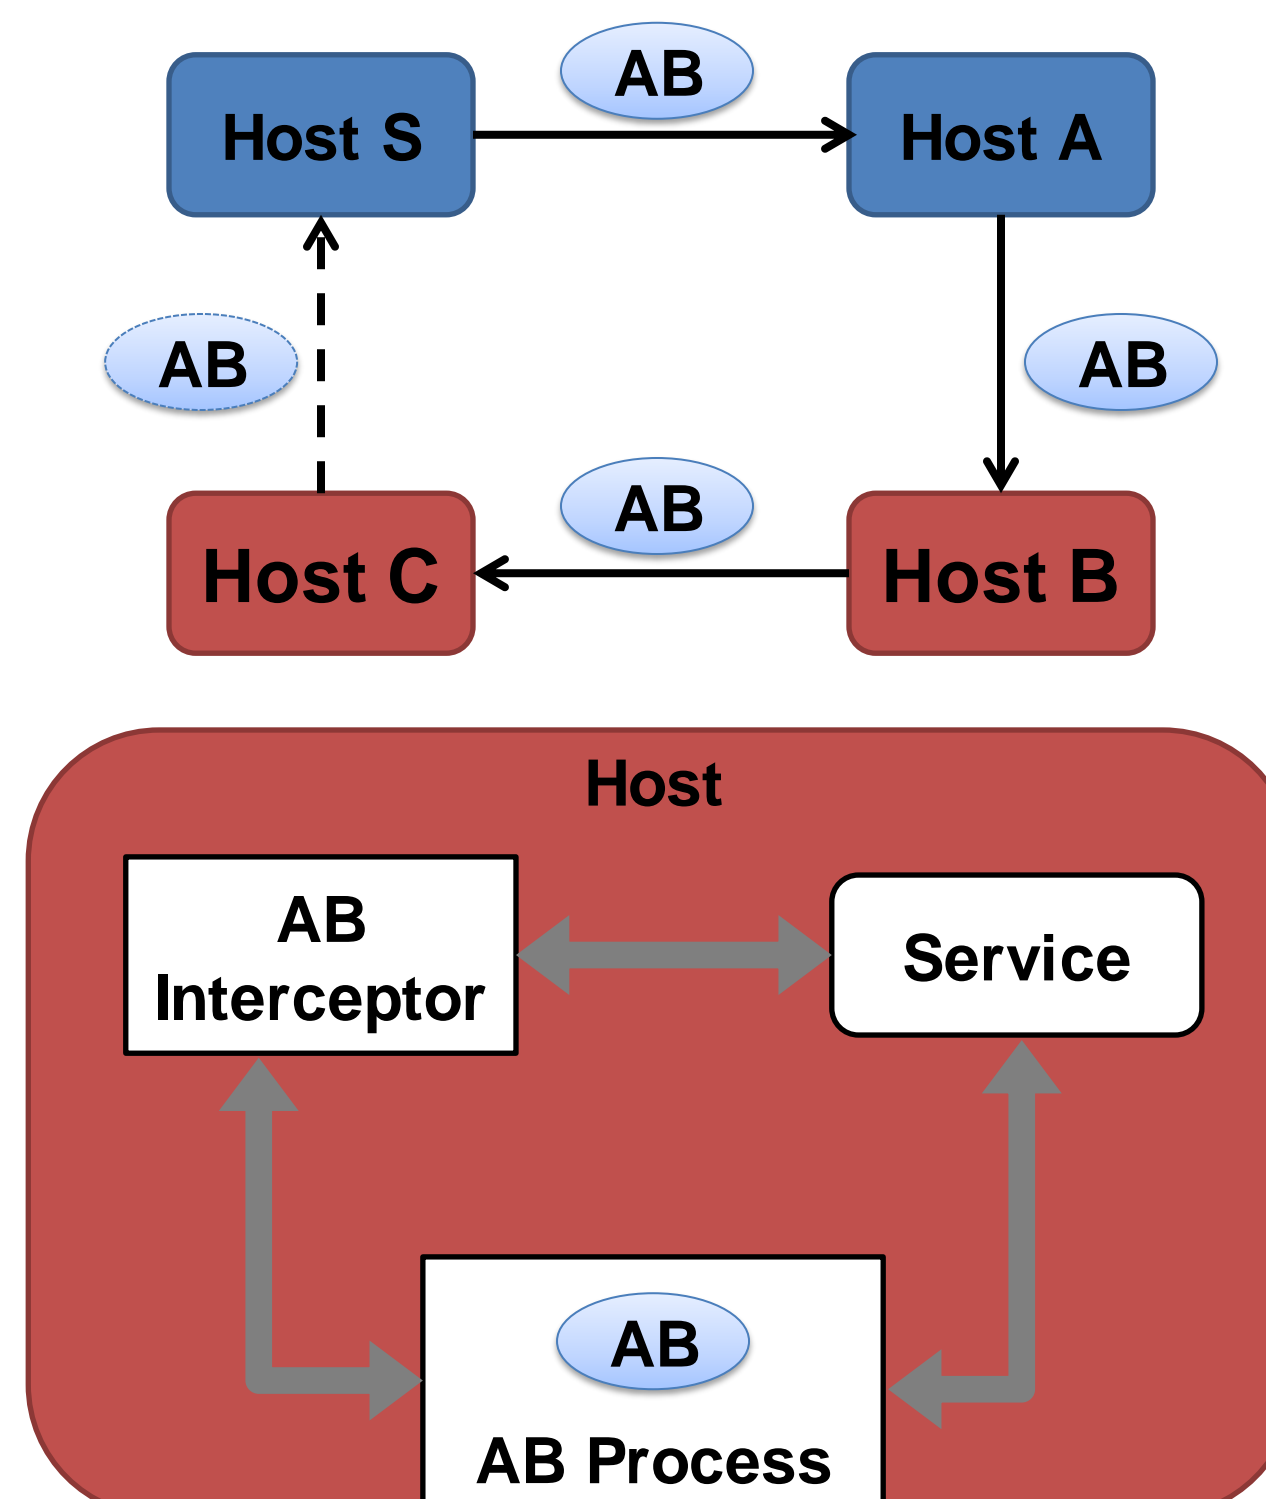 AB
Host S
Host A
AB
AB
AB
Host C
Host B
Host
AB
Interceptor
Service
AB
AB Process